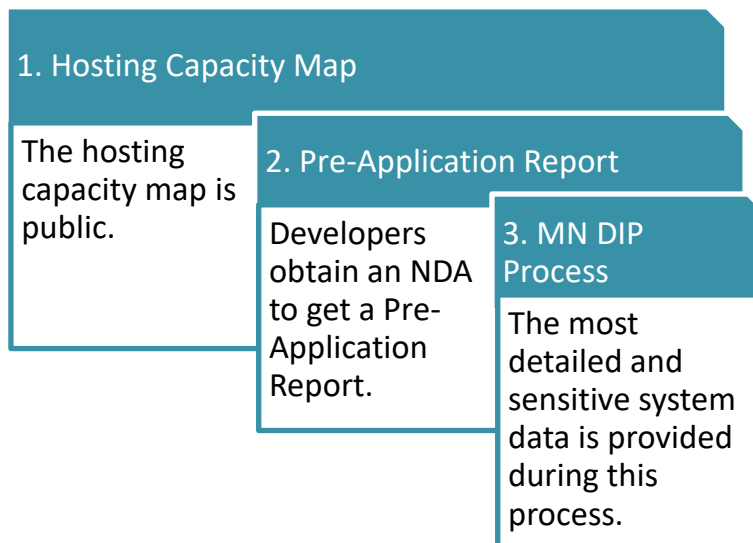 1. Hosting Capacity Map
The hosting
capacity map is
public.
2. Pre-Application Report
Developers
obtain an NDA
to get a Pre-
Application
Report.
3. MN DIP
Process
The most
detailed and
sensitive system
data is provided
during this
process.